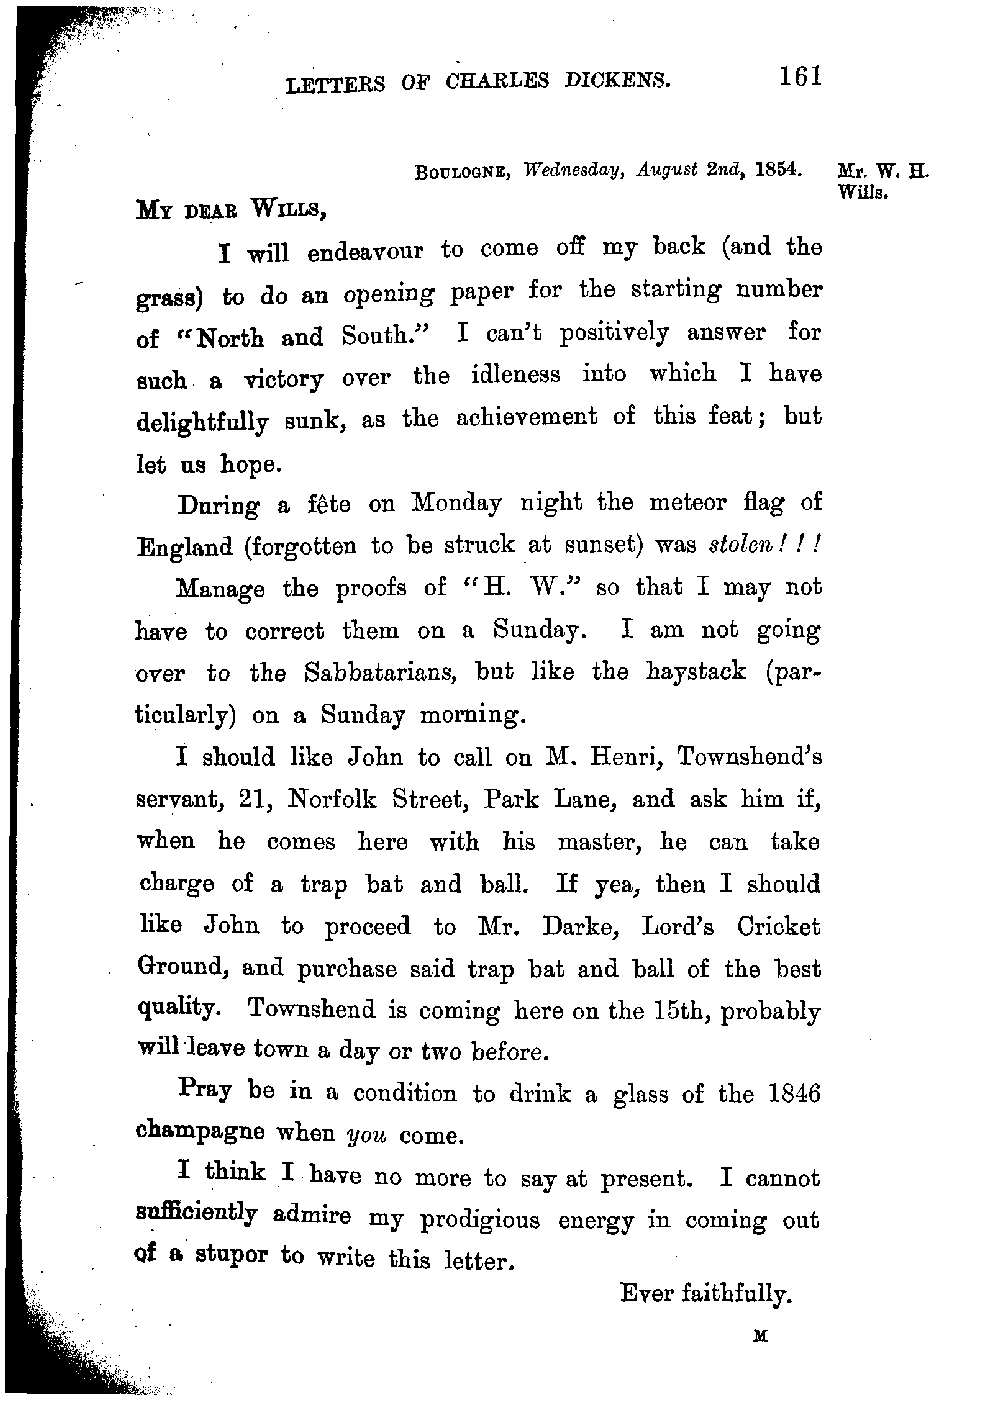 LETTERS OF CHARLES DICKENS. 161
BOULOGNE, Wednesday, August 2nd, 1854.
Mr. W. H.
Wills.
MY DEAR WILLS,
I will endeavour to come off my back (and the
grass) to do an opening paper for the starting number
of "North and South." I can't positively answer for
such a victory over the idleness into which I have
delightfully sunk, as the achievement of this feat; but
let us hope.
During a fête on Monday night the meteor flag of
England (forgotten to be struck at sunset) was stolen! ! !
Manage the proofs of "H. W." so that I may not
have to correct them on a Sunday. I am not going
over to the Sabbatarians, but like the haystack (par-
ticularly) on a Sunday morning.
I should like John to call on M. Henri, Townshend's
servant, 21, Norfolk Street, Park Lane, and ask him if,
when he comes here with his master, he can take
charge of a trap bat and ball. If yea, then I should
like John to proceed to Mr. Darke, Lord's Cricket
Ground, and purchase said trap bat and ball of the best
quality. Townshend is coming here on the 15th, probably
will leave town a day or two before.
Pray be in a condition to drink a glass of the 1846
champagne when you come.
I think I have no more to say at present. I cannot
sufficiently admire my prodigious energy in coming out
of a stupor to write this letter.
Ever faithfully.
M